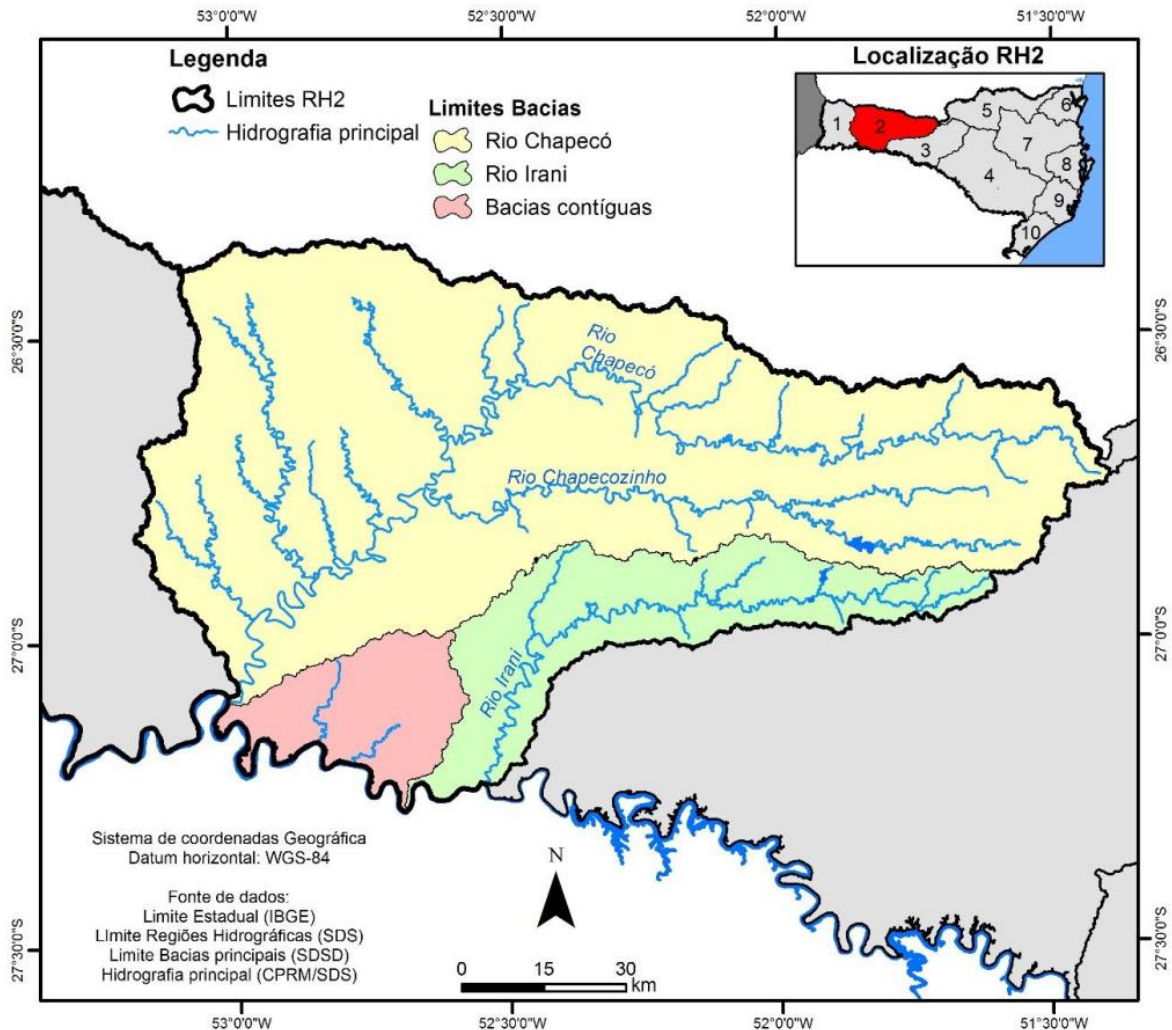 53°0'0"W
52°30'0"W
52°0'0"W
51°30'0"W
Legenda
Limites RH2
Hidrografia principal
Limites Bacias
Rio Chapecó
Rio Irani
Bacias contíguas
Localização RH2
1
2
3
4
5
6
7
8
9
10
26°30'0"S
26°30'0"S
Rio
Chapecó
Rio Chapecozinho
27°0'0"S
27°0'0"S
Rio Irani
Sistema de coordenadas Geográfica
Datum horizontal: WGS-84
Fonte de dados:
Limite Estadual (IBGE)
LImite Regiões Hidrográficas (SDS)
Limite Bacias principais (SDSD)
Hidrografia principal (CPRM/SDS)
N
0 15 30
km
27°30'0"S
27°30'0"S
53°0'0"W
52°30'0"W
52°0'0"W
51°30'0"W